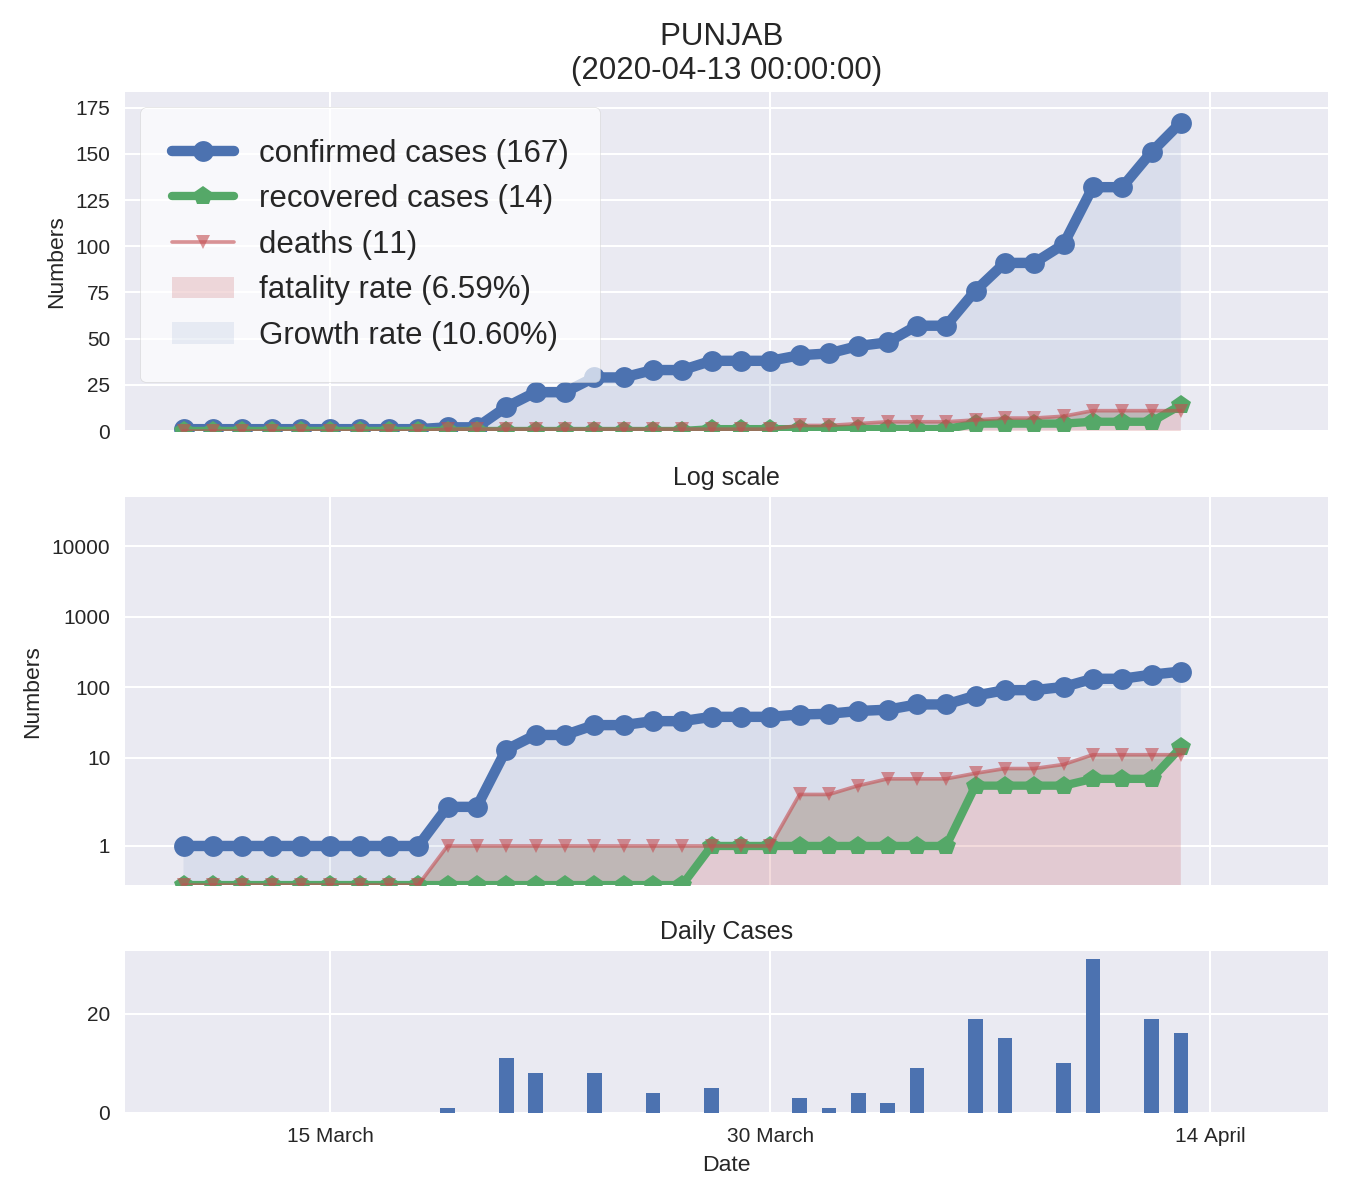 PUNJAB
(2020-04-13 00:00:00)
175
150
125
100
75
50
25
0
Numbers
confirmed cases (167)
recovered cases (14)
deaths (11)
fatality rate (6.59%)
Growth rate (10.60%)
Log scale
10000
1000
100
10
1
Numbers
Daily Cases
20
0
15 March
30 March
14 April
Date